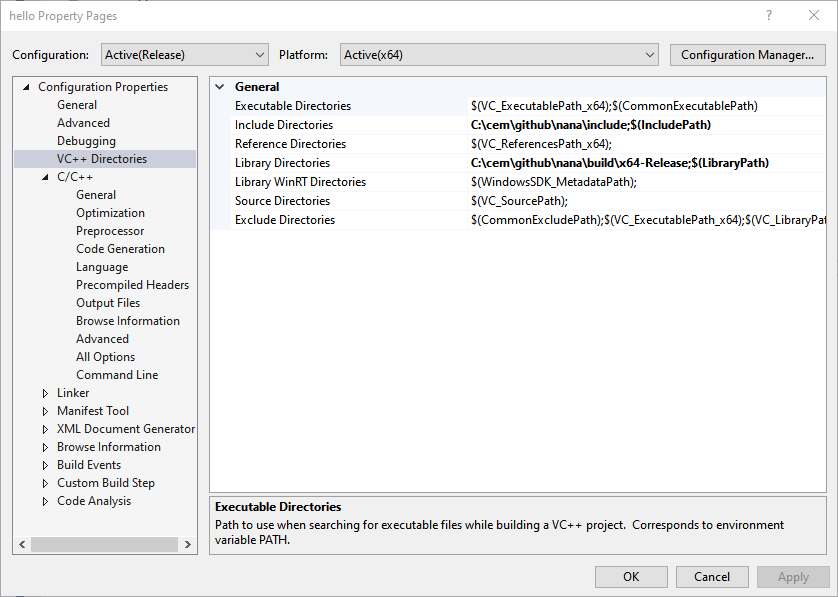 hello Property Pages
Configuration: Active(Release) Platform: Active(x64) Configuration Manager...
Configuration Properties
General
Advanced
Debugging
VC++ Directories
C/C++
General
Optimization
Preprocessor
Code Generation
Language
Precompiled Headers
Output Files
Browse Information
Advanced
All Options
Command Line
Linker
Manifest Tool
XML Document Generator
Browse Information
Build Events
Custom Build Step
Code Analysis
General
Executable Directories $(VC_ExecutablePath_x64);$(CommonExecutablePath)
Include Directories C:\cem\github\nana\include;$(IncludePath)
Reference Directories $(VC_ReferencesPath_x64);
Library Directories C:\cem\github\nana\build\x64-Release;$(LibraryPath)
Library WinRT Directories $(WindowsSDK_MetadataPath);
Source Directories $(VC_SourcePath);
Exclude Directories $(CommonExcludePath);$(VC_ExecutablePath_x64);$(VC_LibraryPat
Executable Directories
Path to use when searching for executable files while building a VC++ project.  Corresponds to environment
variable PATH.
OK Cancel Apply